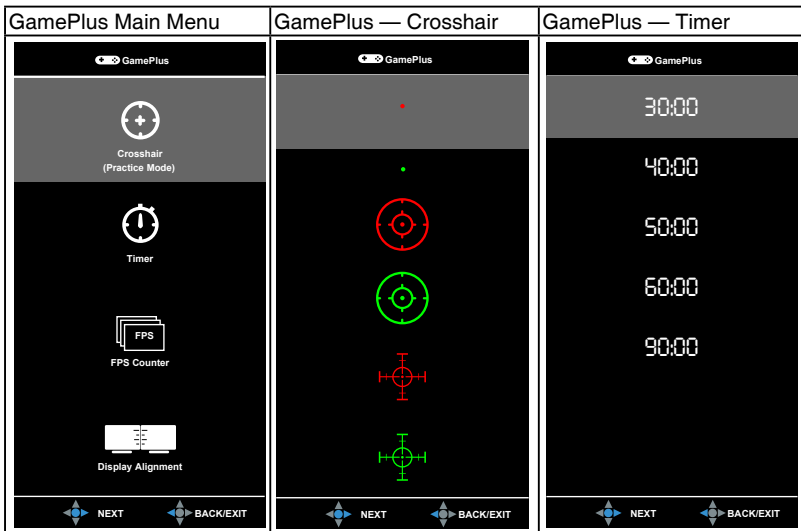 GamePlus Main Menu
GamePlus — Crosshair
GamePlus — Timer
GamePlus
Crosshair
(Practice Mode)
Timer
FPS
FPS Counter
Display Alignment
NEXT
BACK/EXIT
GamePlus
NEXT
BACK/EXIT
GamePlus
30:00
40:00
50:00
60:00
90:00
NEXT
BACK/EXIT